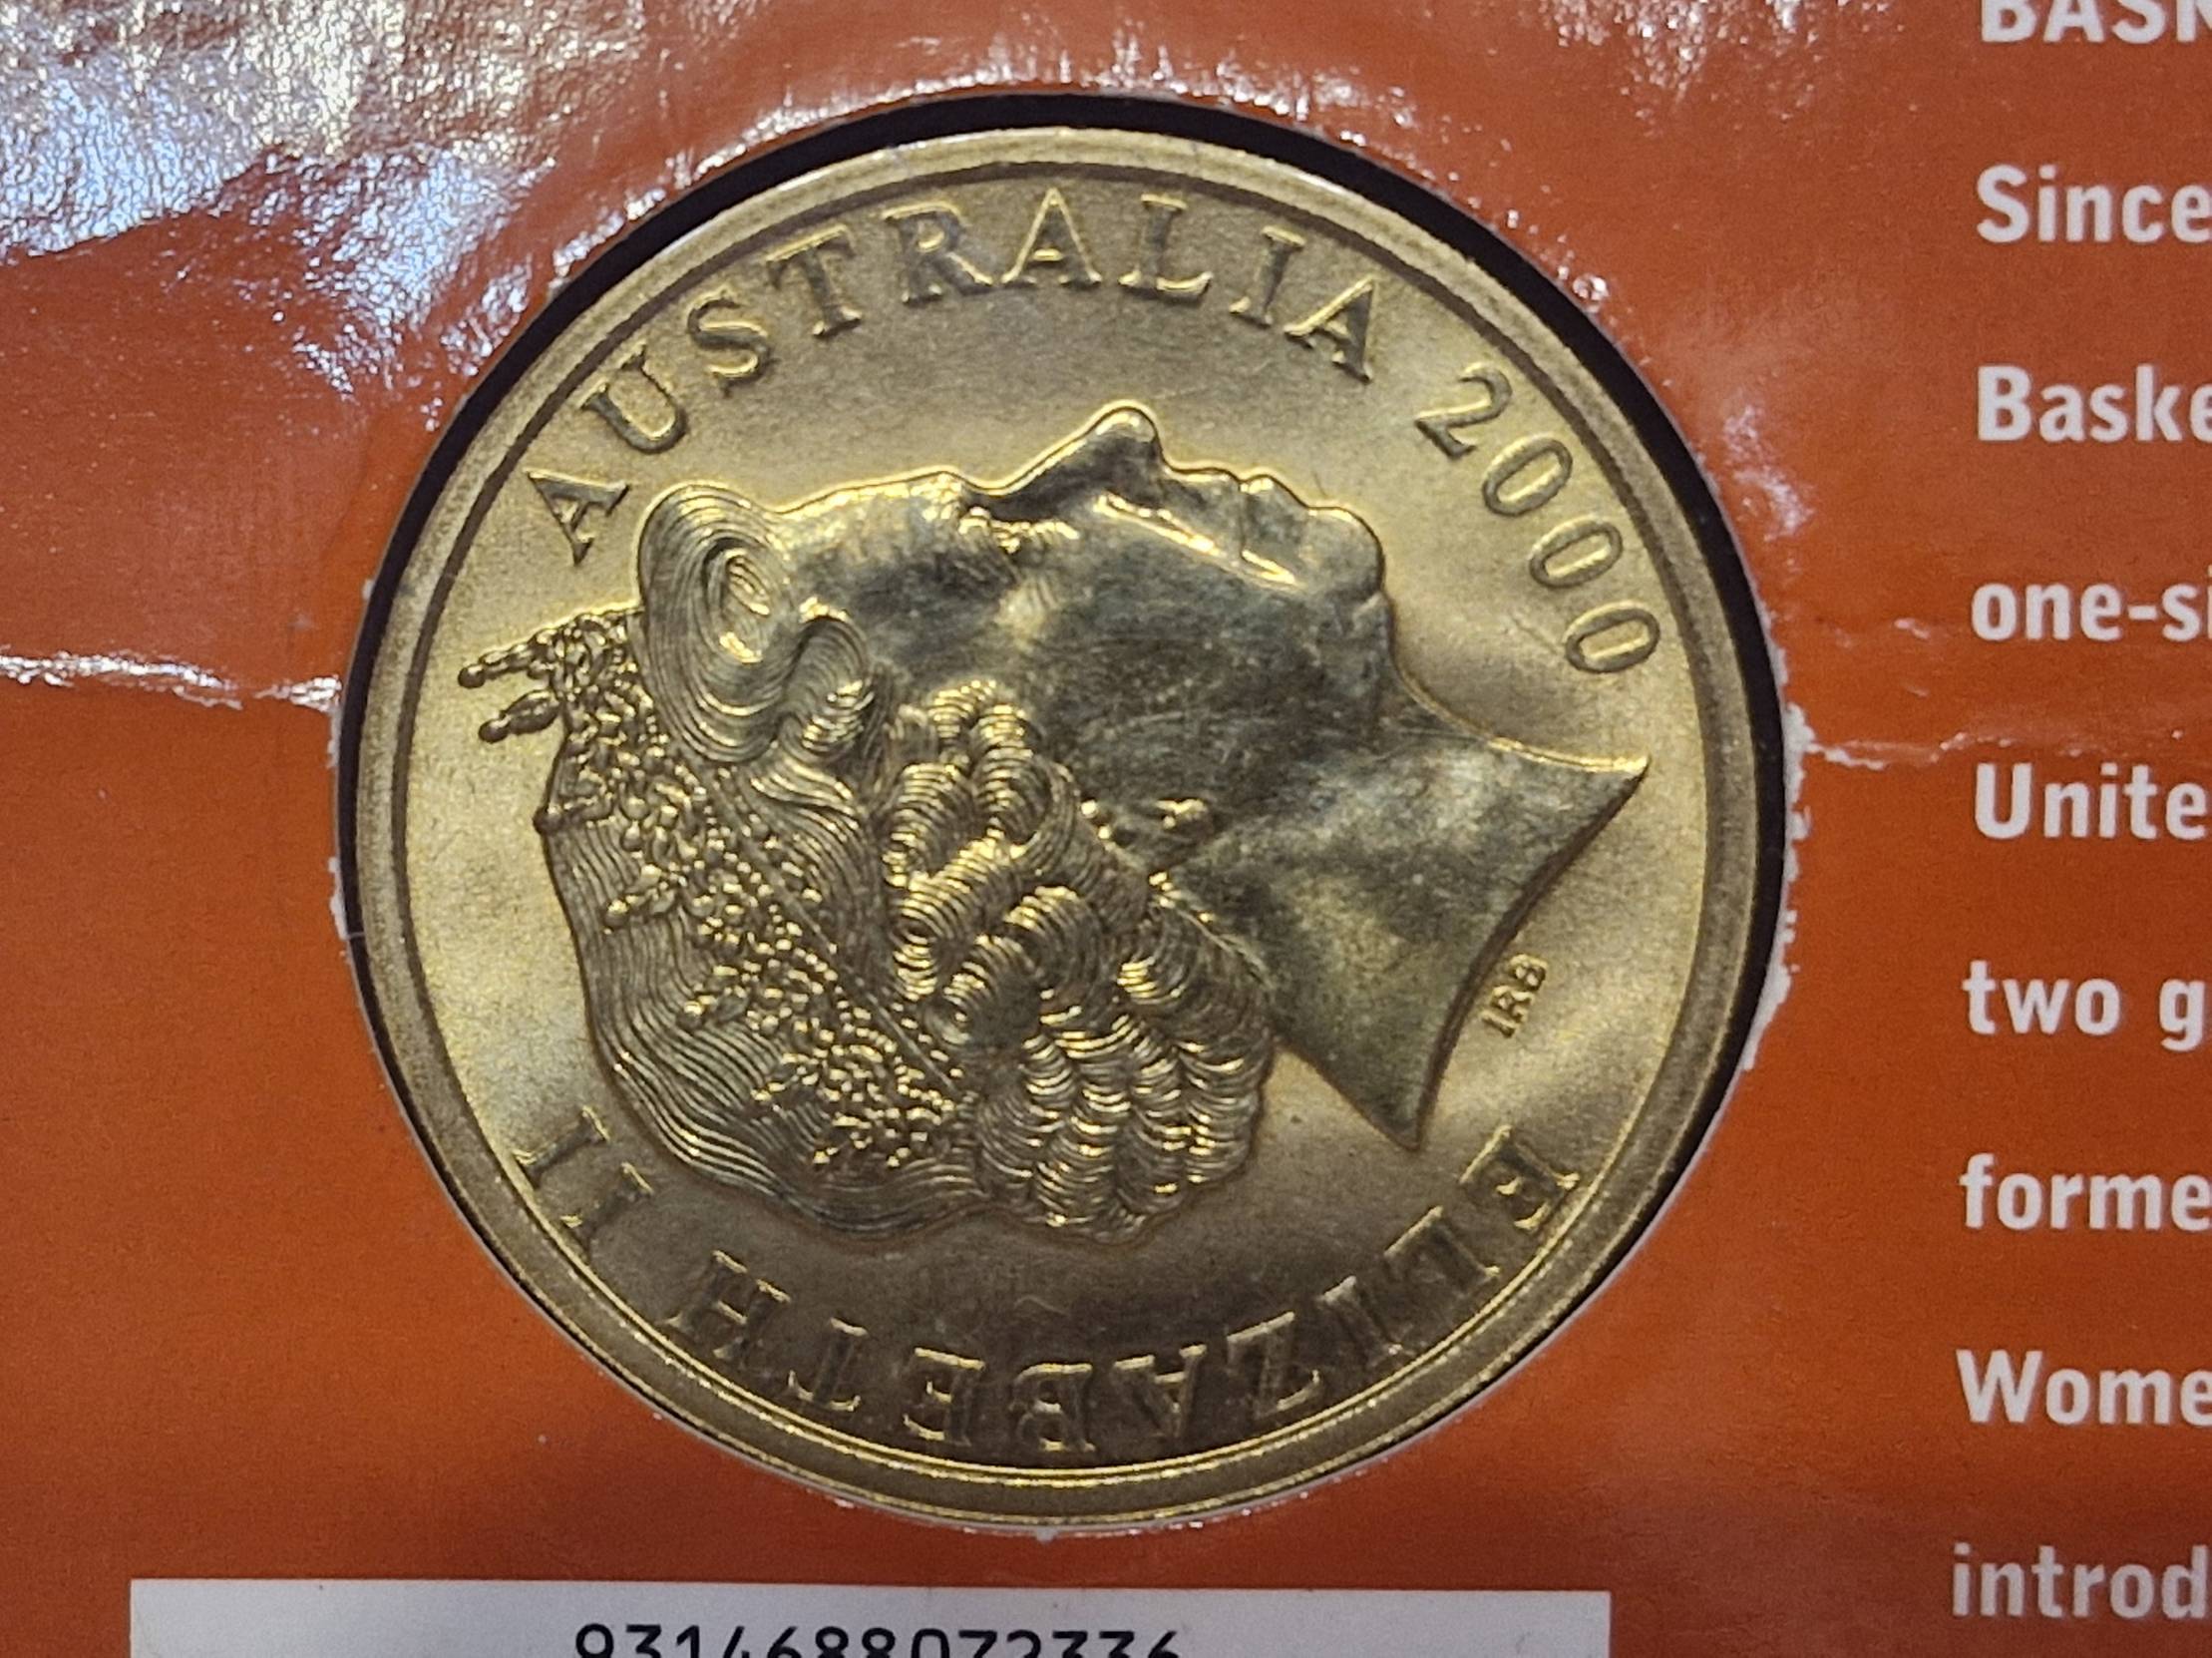 AUSTRALIA 2000
ELIZABETH II
IRB
BASK
Since
Baske
one-si
Unite
two g
forme
Wome
introd
9314688072336